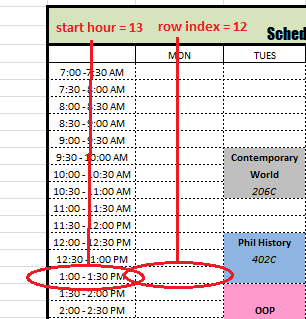 start hour = 13 row index = 12
Sched
MON TUES
7:00 - 7:30 AM
7:30 - 8:00 AM
8:00 - 8:30 AM
8:30 - 9:00 AM
9:00 - 9:30 AM
9:30 - 10:00 AM Contemporary
10:00 - 10:30 AM World
10:30 - 11:00 AM 206C
11:00 - 11:30 AM
11:30 - 12:00 PM
12:00 - 12:30 PM Phil History
12:30 - 1:00 PM 402C
1:00 - 1:30 PM
1:30 - 2:00 PM
2:00 - 2:30 PM OOP